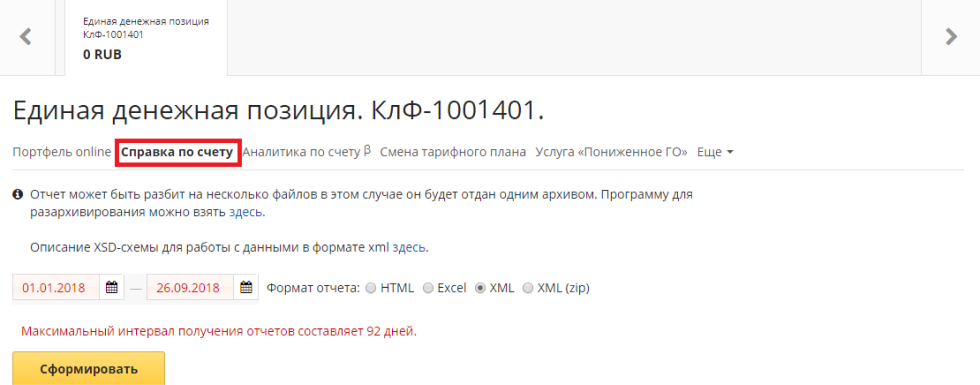 Единая денежная позиция
КлФ-1001401
0 RUB
Единая денежная позиция. КлФ-1001401.
Портфель online Справка по счету Аналитика по счету β Смена тарифного плана Услуга «Пониженное ГО» Еще
Отчет может быть разбит на несколько файлов в этом случае он будет отдан одним архивом. Программу для
разархивирования можно взять здесь.
Описание XSD-схемы для работы с данными в формате xml здесь.
01.01.2018 — 26.09.2018 Формат отчета: HTML Excel XML XML (zip)
Максимальный интервал получения отчетов составляет 92 дней.
Сформировать